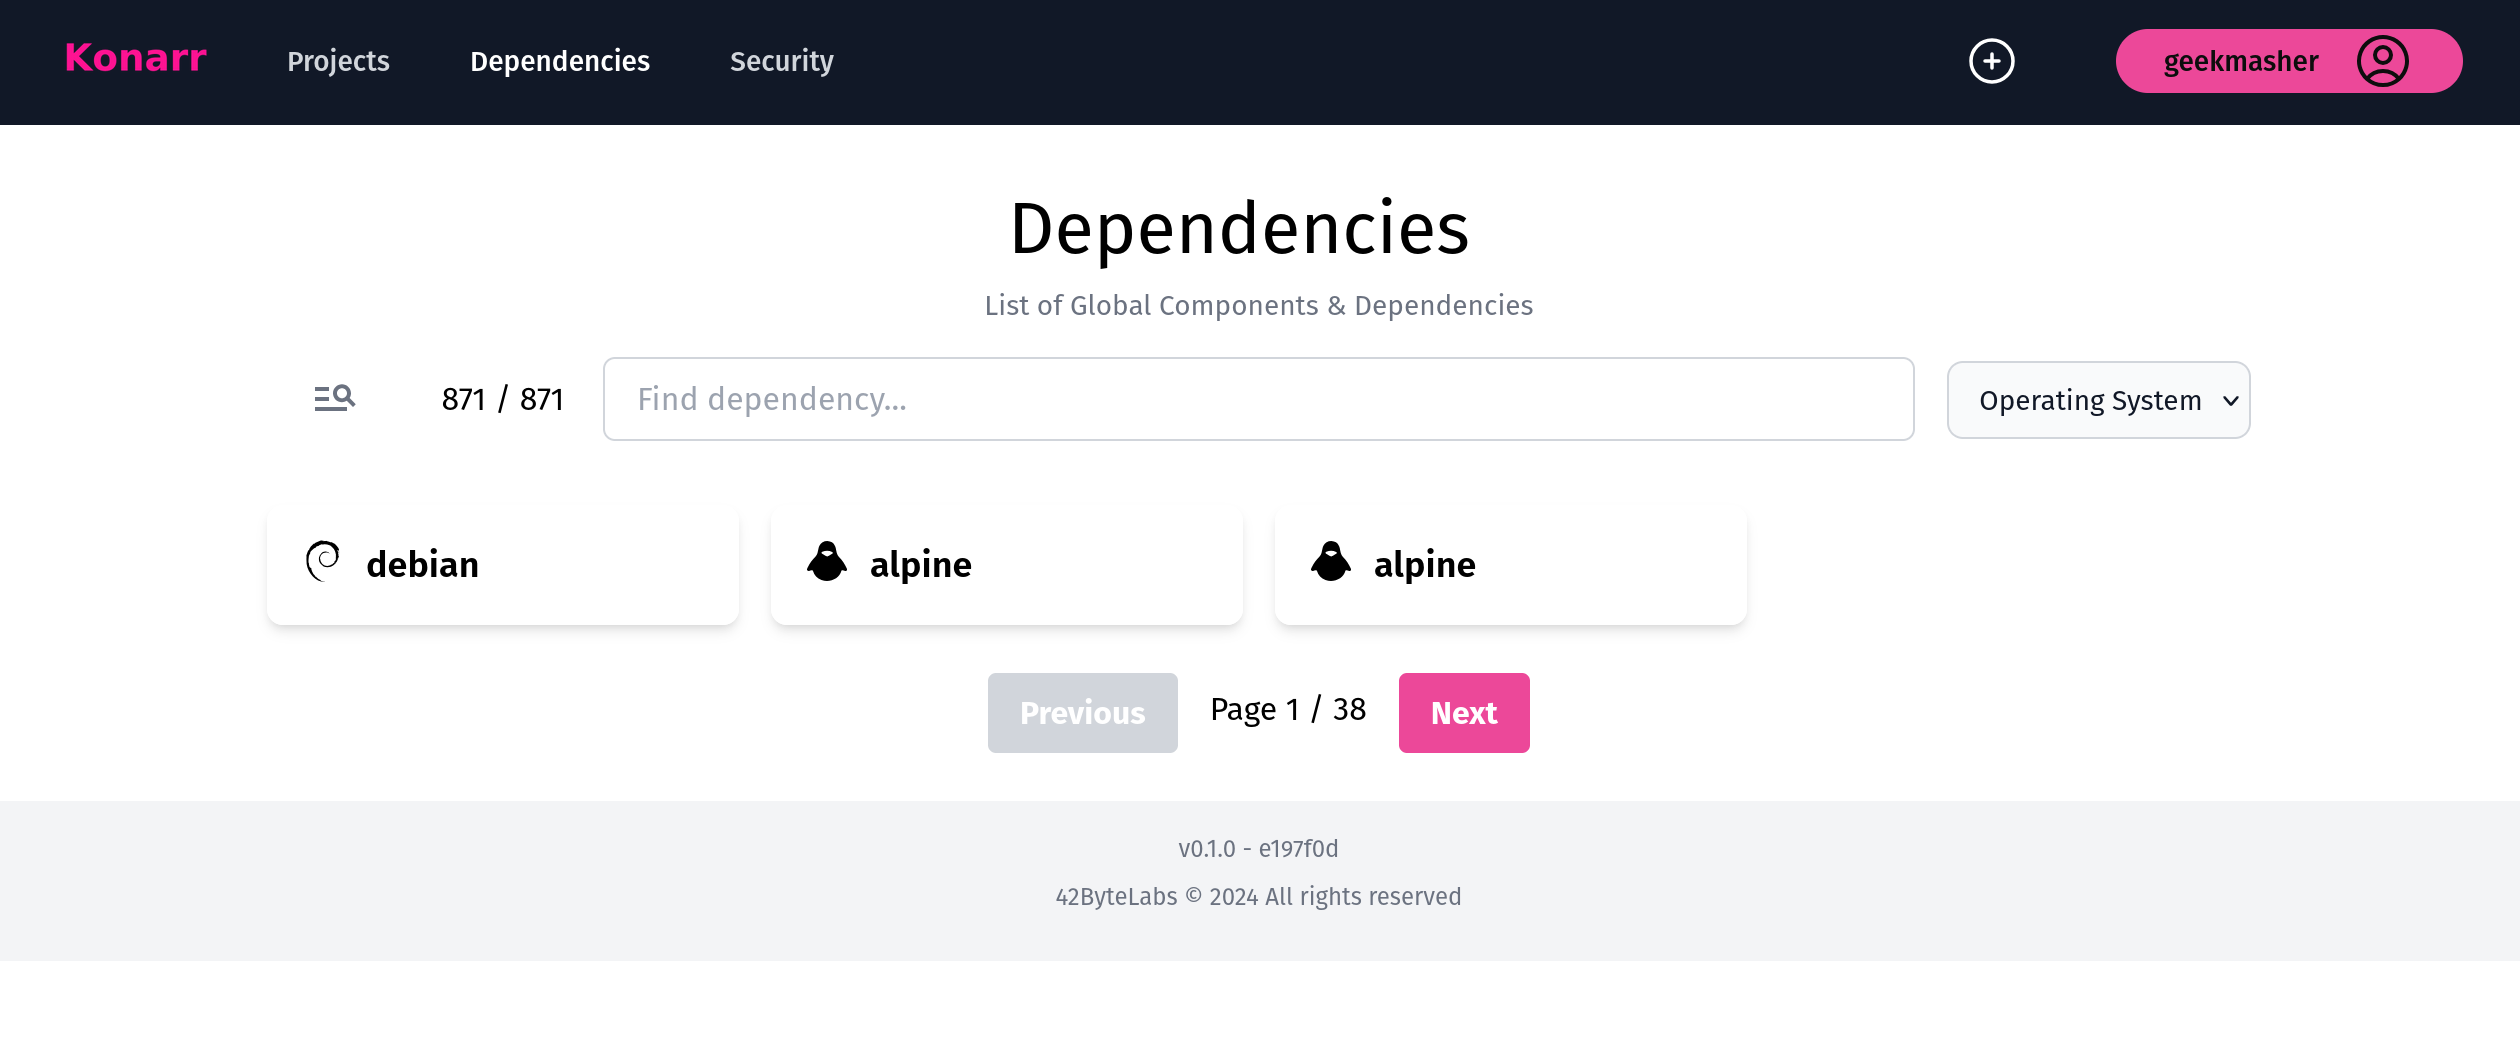 Konarr Projects Dependencies Security geekmasher
Dependencies
List of Global Components & Dependencies
871 / 871 Find dependency... Operating System
debian alpine alpine
Previous Page 1 / 38 Next
v0.1.0 - e197f0d
42ByteLabs © 2024 All rights reserved